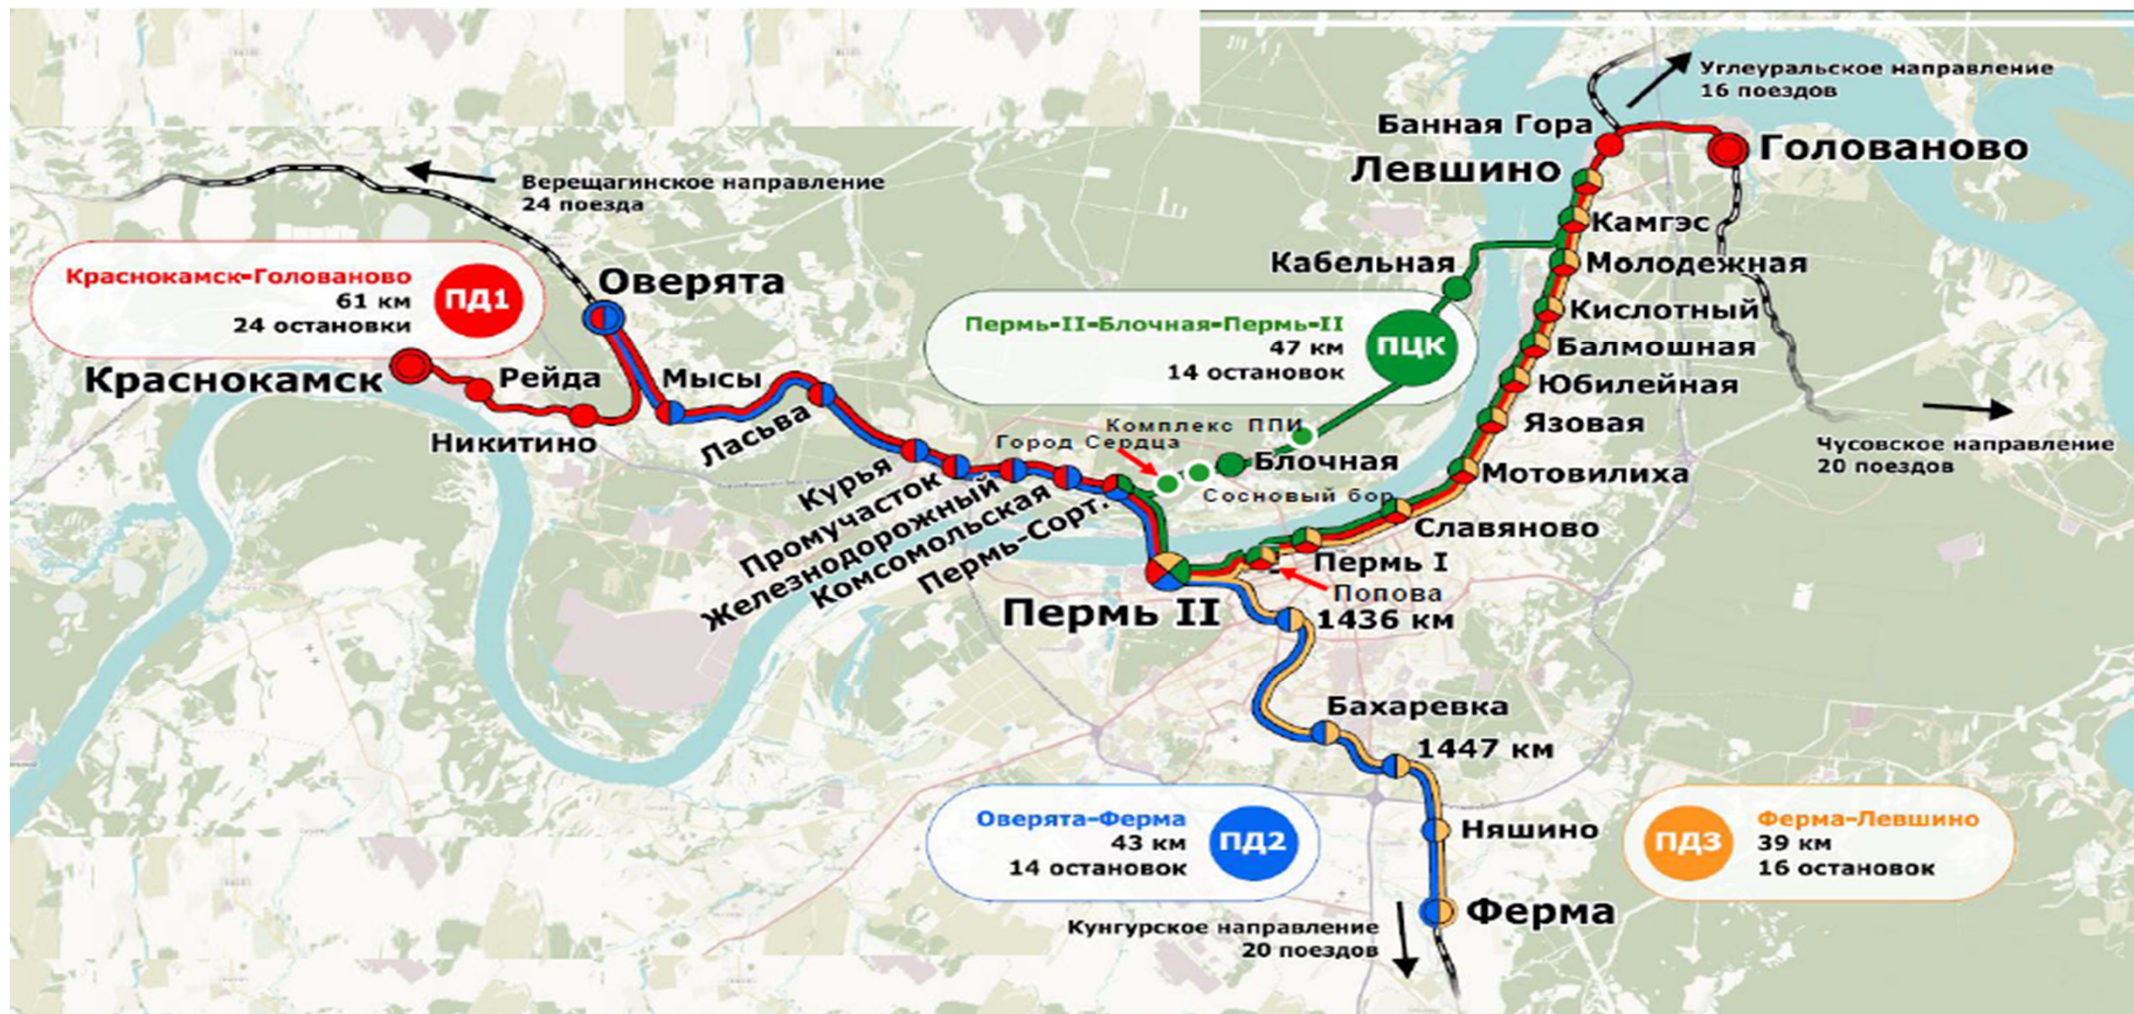 Углеуральское направление
16 поездов
Банная Гора
Голованово
Левшино
Верещагинское направление
24 поезда
Камгэс
Краснокамск-Голованово
61 км
24 остановки
ПД1
Оверята
Кабельная
Молодежная
Пермь-II-Блочная-Пермь-II
47 км
14 остановок
ПЦК
Кислотный
Балмошная
Краснокамск
Рейда
Мысы
Юбилейная
Никитино
Ласьва
Комплекс ППИ
Город Сердца
Язовая
Чусовское направление
20 поездов
Блочная
Мотовилиха
Курья
Промучасток
Железнодорожный
Комсомольская
Пермь-Сорт.
Сосновый бор
Славяново
Пермь I
Попова
Пермь II
1436 км
Бахаревка
1447 км
Оверята-Ферма
43 км
14 остановок
ПД2
Няшино
ПД3
Ферма-Левшино
39 км
16 остановок
Ферма
Кунгурское направление
20 поездов